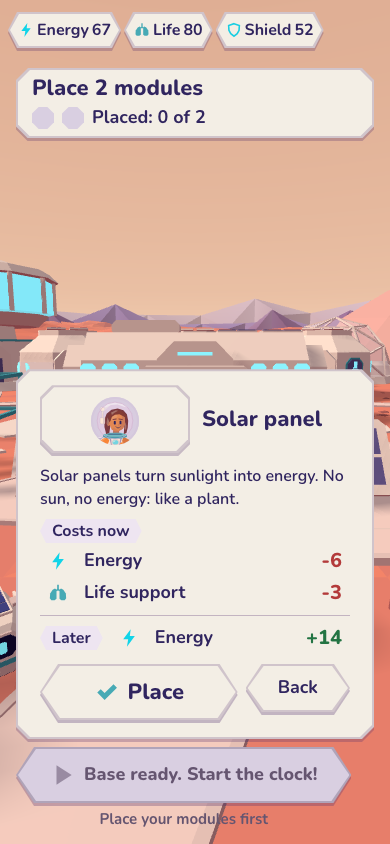 Energy 67 Life 80 Shield 52
Place 2 modules
Placed: 0 of 2
Solar panel
Solar panels turn sunlight into energy. No
sun, no energy: like a plant.
Costs now
Energy -6
Life support -3
Later Energy +14
Place Back
Base ready. Start the clock!
Place your modules first